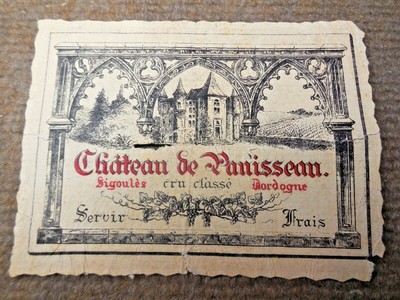 Château de Panisseau.
Sigoulès cru classé Dordogne
Servir Frais